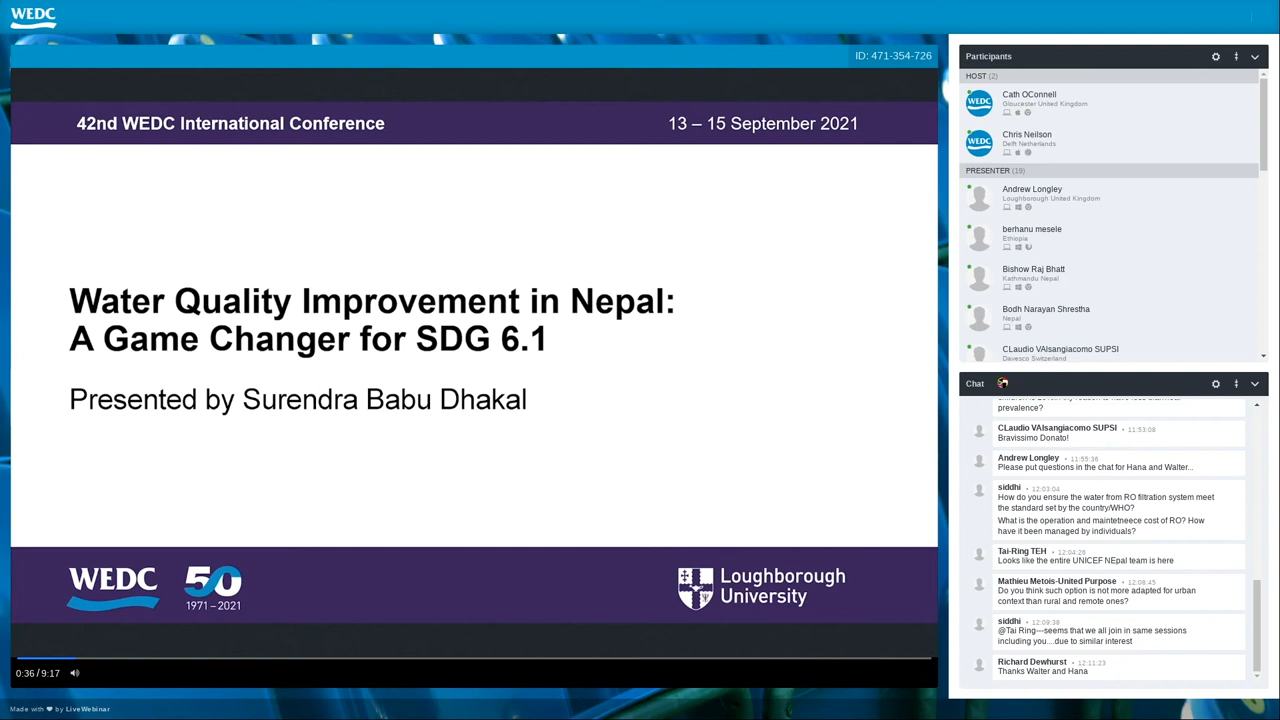 WEDC
ID: 471-354-726
42nd WEDC International Conference
13 – 15 September 2021
Water Quality Improvement in Nepal:
A Game Changer for SDG 6.1
Presented by Surendra Babu Dhakal
WEDC
50
1971–2021
Loughborough
University
0:36 / 9:17
Made with ❤ by LiveWebinar
Participants
HOST (2)
WEDC
Cath OConnell
Gloucester United Kingdom
WEDC
Chris Neilson
Delft Netherlands
PRESENTER (19)
Andrew Longley
Loughborough United Kingdom
berhanu mesele
Ethiopia
Bishow Raj Bhatt
Kathmandu Nepal
Bodh Narayan Shrestha
Nepal
CLaudio VAlsangiacomo SUPSI
Davesco Switzerland
Chat
prevalence?
CLaudio VAlsangiacomo SUPSI • 11:53:08
Bravissimo Donato!
Andrew Longley • 11:55:36
Please put questions in the chat for Hana and Walter...
siddhi • 12:03:04
How do you ensure the water from RO filtration system meet
the standard set by the country/WHO?
What is the operation and maintetneece cost of RO? How
have it been managed by individuals?
Tai-Ring TEH • 12:04:26
Looks like the entire UNICEF NEpal team is here
Mathieu Metois-United Purpose • 12:08:45
Do you think such option is not more adapted for urban
context than rural and remote ones?
siddhi • 12:09:38
@Tai Ring---seems that we all join in same sessions
including you....due to similar interest
Richard Dewhurst • 12:11:23
Thanks Walter and Hana